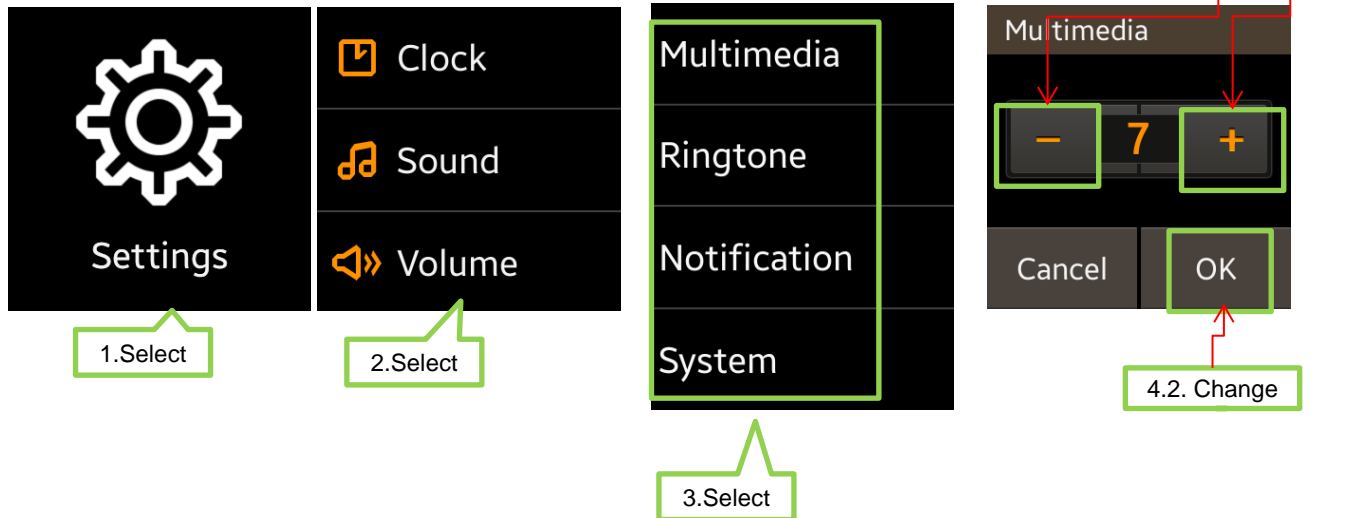 Settings
1.Select
Clock
Sound
Volume
2.Select
Multimedia
Ringtone
Notification
System
3.Select
Multimedia
− 7 +
Cancel OK
4.2. Change